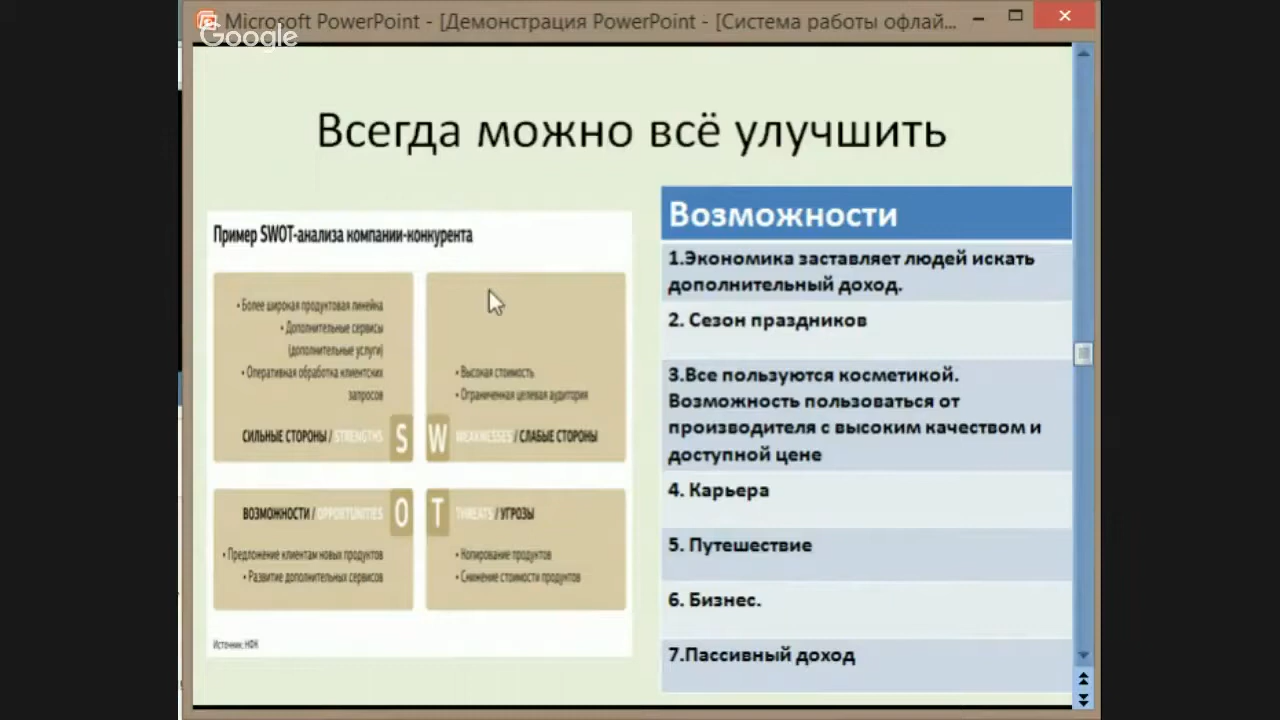 Microsoft PowerPoint - [Демонстрация PowerPoint - [Система работы офлай...
Google
Всегда можно всё улучшить
Пример SWOT-анализа компании-конкурента
• Более широкая продуктовая линейка
• Дополнительные сервисы
(дополнительные услуги)
• Оперативная обработка клиентских
запросов
СИЛЬНЫЕ СТОРОНЫ / STRENGTHS
S
• Высокая стоимость
• Ограниченная целевая аудитория
W
WEAKNESSES / СЛАБЫЕ СТОРОНЫ
ВОЗМОЖНОСТИ / OPPORTUNITIES
O
• Предложение клиентам новых продуктов
• Развитие дополнительных сервисов
T
THREATS / УГРОЗЫ
• Копирование продуктов
• Снижение стоимости продуктов
Источник: НФК
Возможности
1.Экономика заставляет людей искать
дополнительный доход.
2. Сезон праздников
3.Все пользуются косметикой.
Возможность пользоваться от
производителя с высоким качеством и
доступной цене
4. Карьера
5. Путешествие
6. Бизнес.
7.Пассивный доход